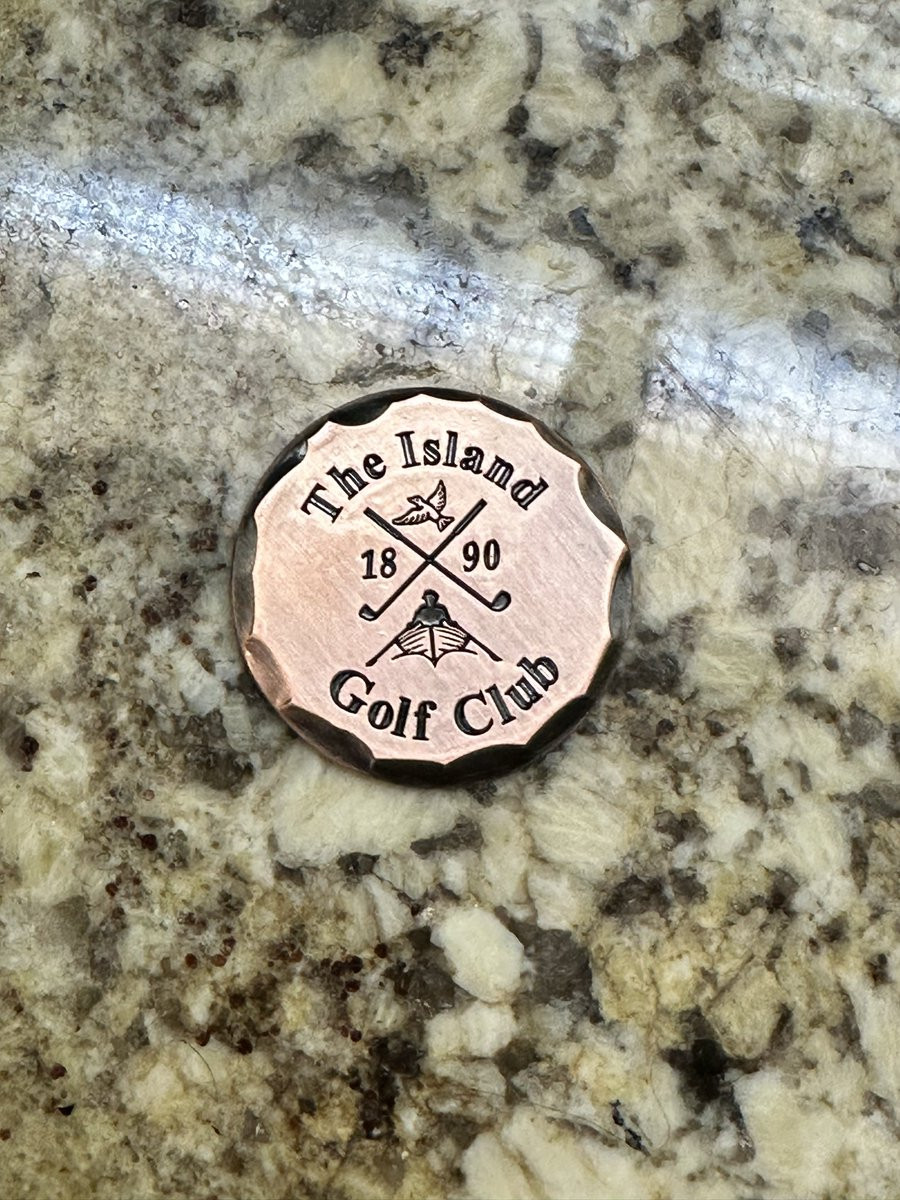 The Island
18 90
Golf Club